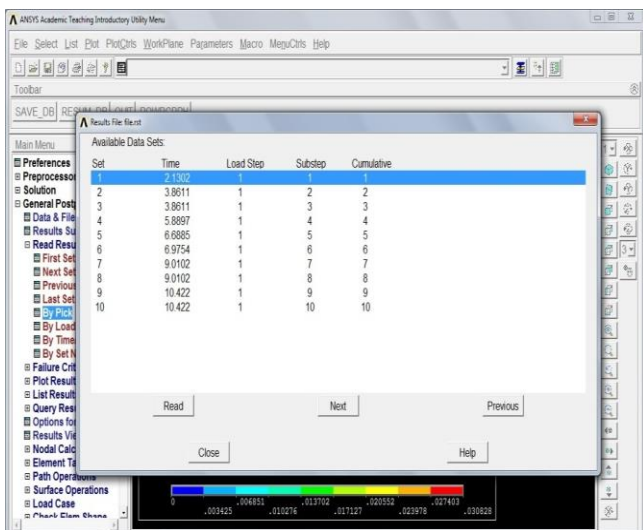 ANSYS Academic Teaching Introductory Utility Menu
File Select List Plot PlotCtrls WorkPlane Parameters Macro MenuCtrls Help
Toolbar
SAVE_DB
Results File: file.rst
Main Menu
Preferences
Preprocessor
Solution
General Postp
Data & File
Results Su
Read Resu
First Set
Next Set
Previous
Last Set
By Pick
By Load
By Time
By Set N
Failure Crit
Plot Result
List Result
Query Resu
Options for
Results Vie
Nodal Calc
Element Ta
Path Operations
Surface Operations
Load Case
Check Elem Shape
Available Data Sets:
Set Time Load Step Substep Cumulative
1 2.1302 1 1 1
2 3.8611 1 2 2
3 3.8611 1 3 3
4 5.8897 1 4 4
5 6.6885 1 5 5
6 6.9754 1 6 6
7 9.0102 1 7 7
8 9.0102 1 8 8
9 10.422 1 9 9
10 10.422 1 10 10
Read Next Previous
Close Help
1
3
0 .006851 .013702 .020552 .027403
.003425 .010276 .017127 .023978 .030828